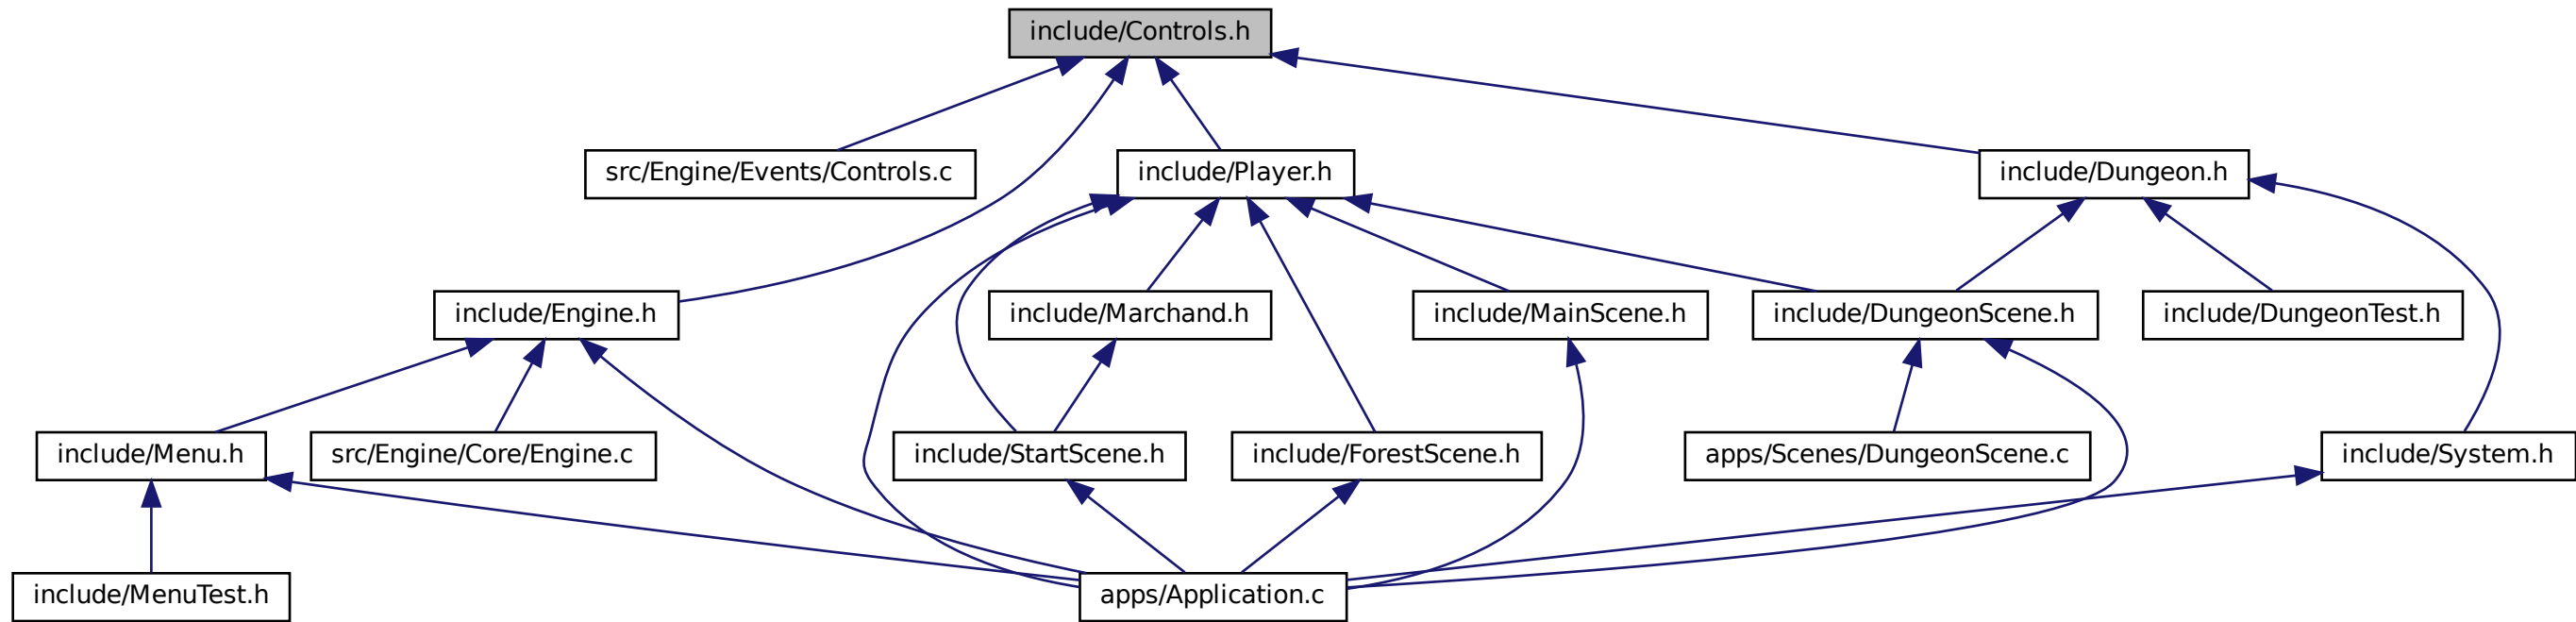 include/Controls.h
src/Engine/Events/Controls.c
include/Player.h
include/Dungeon.h
include/Engine.h
include/Marchand.h
include/MainScene.h
include/DungeonScene.h
include/DungeonTest.h
include/Menu.h
src/Engine/Core/Engine.c
include/StartScene.h
include/ForestScene.h
apps/Scenes/DungeonScene.c
include/System.h
include/MenuTest.h
apps/Application.c